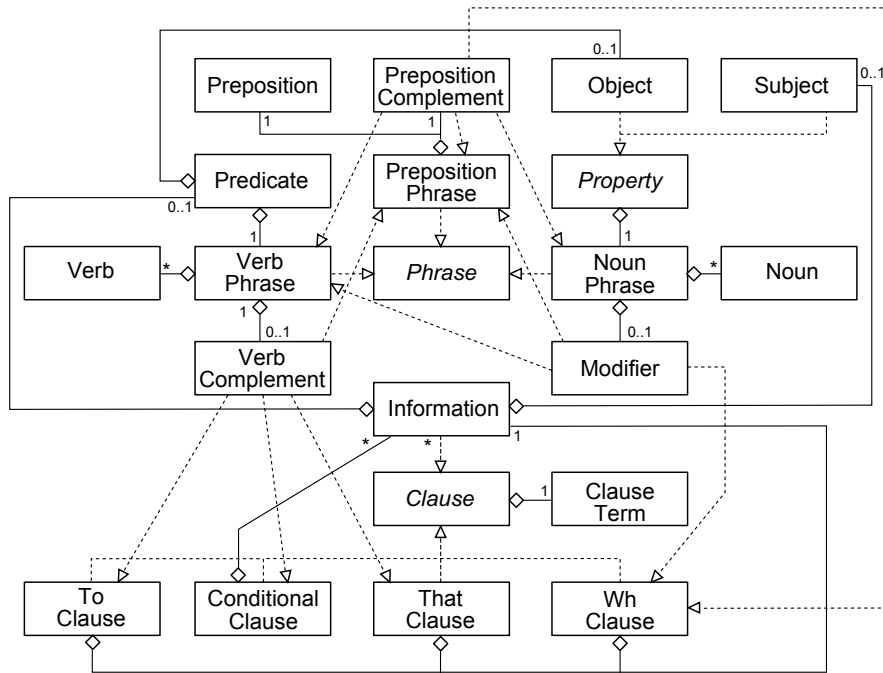 0..1
0..1
Preposition
Preposition
Complement
Object
Subject
1
1
Predicate
Preposition
Phrase
Property
0..1
1
1
Verb
*
Verb
Phrase
Phrase
Noun
Phrase
*
Noun
1
0..1
0..1
Verb
Complement
Modifier
Information
*
*
1
Clause
1
Clause
Term
To
Clause
Conditional
Clause
That
Clause
Wh
Clause